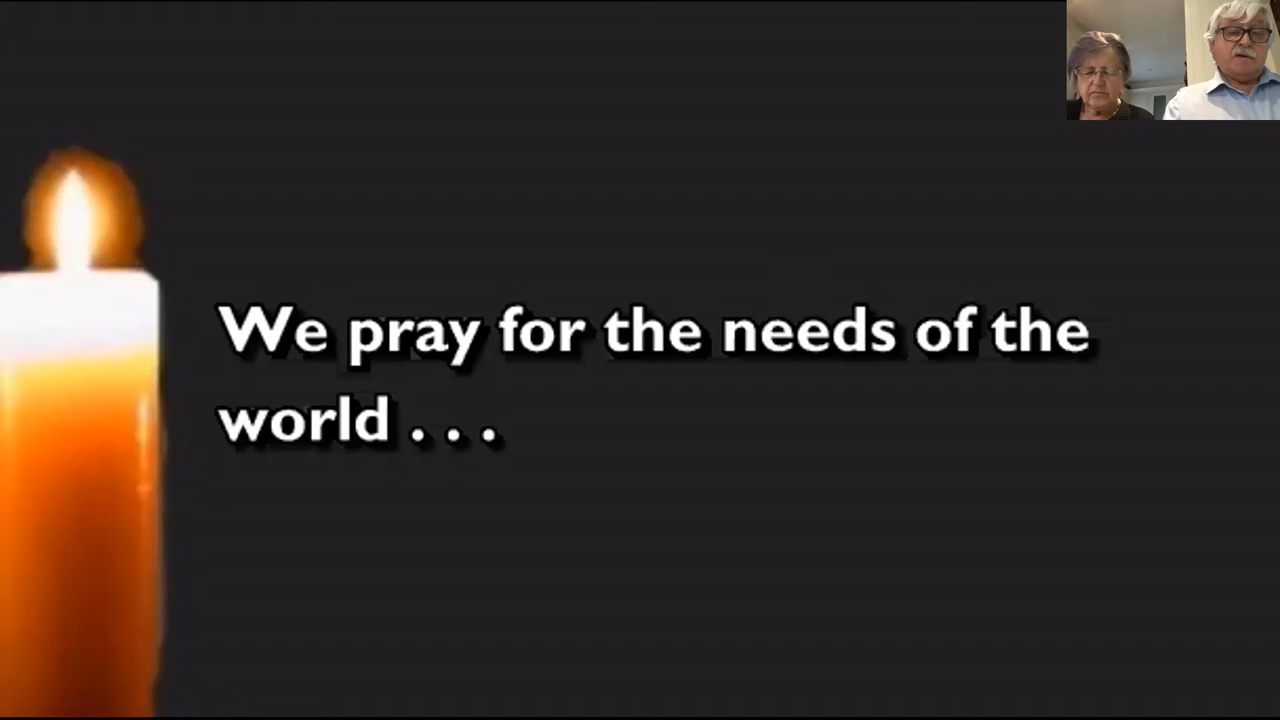 We pray for the needs of the
world . . .